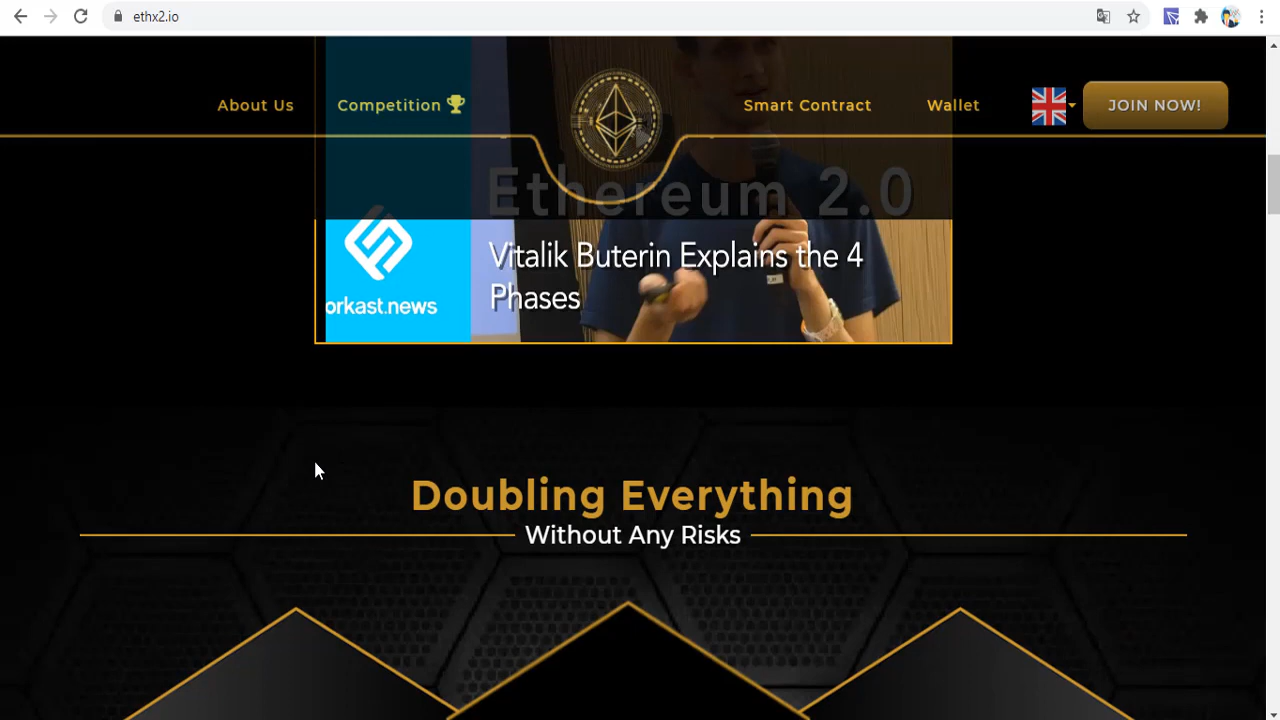 ethx2.io
About Us
Competition
Smart Contract
Wallet
JOIN NOW!
Ethereum 2.0
Vitalik Buterin Explains the 4
Phases
orkast.news
Doubling Everything
Without Any Risks